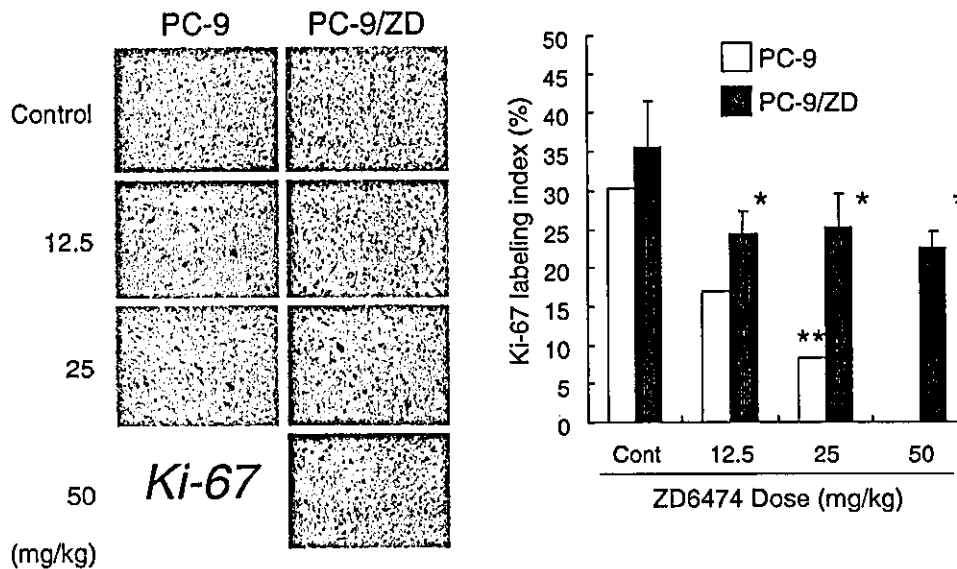 PC-9 PC-9/ZD
Control
12.5
25
50
(mg/kg)
Ki-67
Ki-67 labeling index (%)
50
45
40
35
30
25
20
15
10
5
0
PC-9
PC-9/ZD
*
*
*
**
Cont 12.5 25 50
ZD6474 Dose (mg/kg)